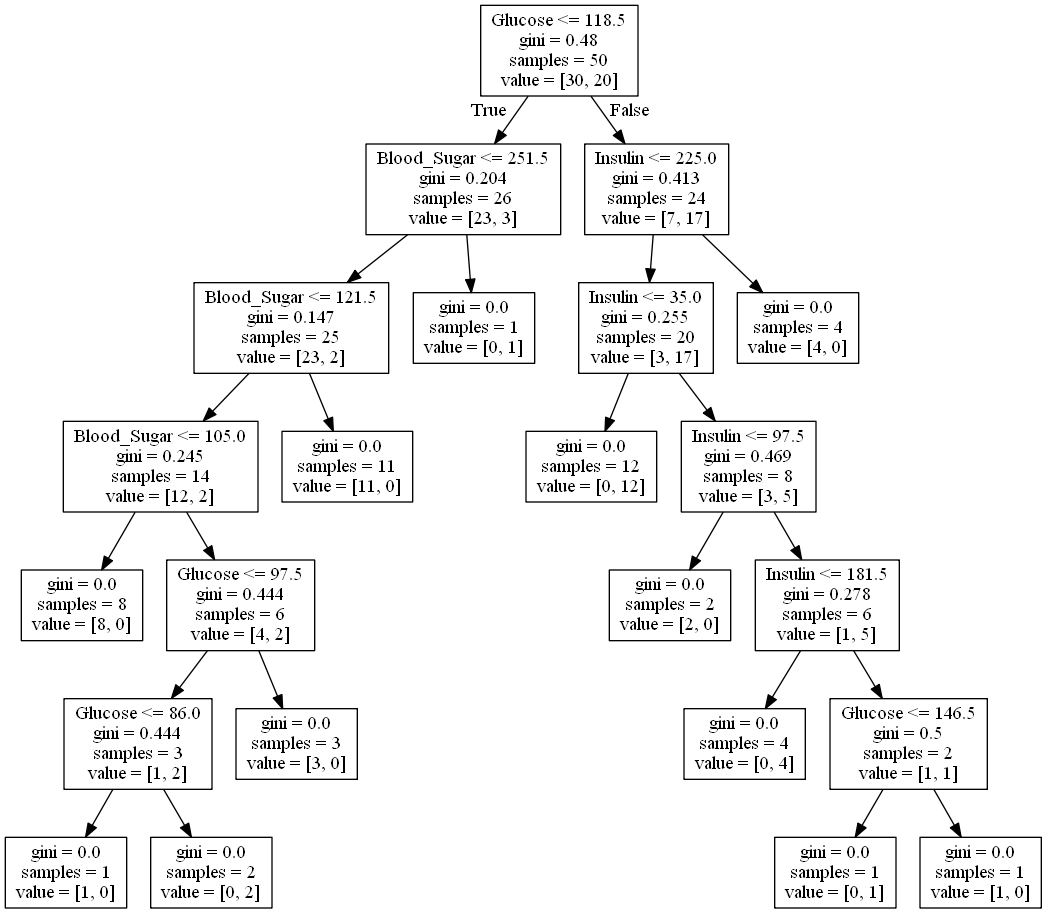 Glucose <= 118.5
gini = 0.48
samples = 50
value = [30, 20]
True
False
Blood_Sugar <= 251.5
gini = 0.204
samples = 26
value = [23, 3]
Insulin <= 225.0
gini = 0.413
samples = 24
value = [7, 17]
Blood_Sugar <= 121.5
gini = 0.147
samples = 25
value = [23, 2]
gini = 0.0
samples = 1
value = [0, 1]
Insulin <= 35.0
gini = 0.255
samples = 20
value = [3, 17]
gini = 0.0
samples = 4
value = [4, 0]
Blood_Sugar <= 105.0
gini = 0.245
samples = 14
value = [12, 2]
gini = 0.0
samples = 11
value = [11, 0]
gini = 0.0
samples = 12
value = [0, 12]
Insulin <= 97.5
gini = 0.469
samples = 8
value = [3, 5]
gini = 0.0
samples = 8
value = [8, 0]
Glucose <= 97.5
gini = 0.444
samples = 6
value = [4, 2]
gini = 0.0
samples = 2
value = [2, 0]
Insulin <= 181.5
gini = 0.278
samples = 6
value = [1, 5]
Glucose <= 86.0
gini = 0.444
samples = 3
value = [1, 2]
gini = 0.0
samples = 3
value = [3, 0]
gini = 0.0
samples = 4
value = [0, 4]
Glucose <= 146.5
gini = 0.5
samples = 2
value = [1, 1]
gini = 0.0
samples = 1
value = [1, 0]
gini = 0.0
samples = 2
value = [0, 2]
gini = 0.0
samples = 1
value = [0, 1]
gini = 0.0
samples = 1
value = [1, 0]